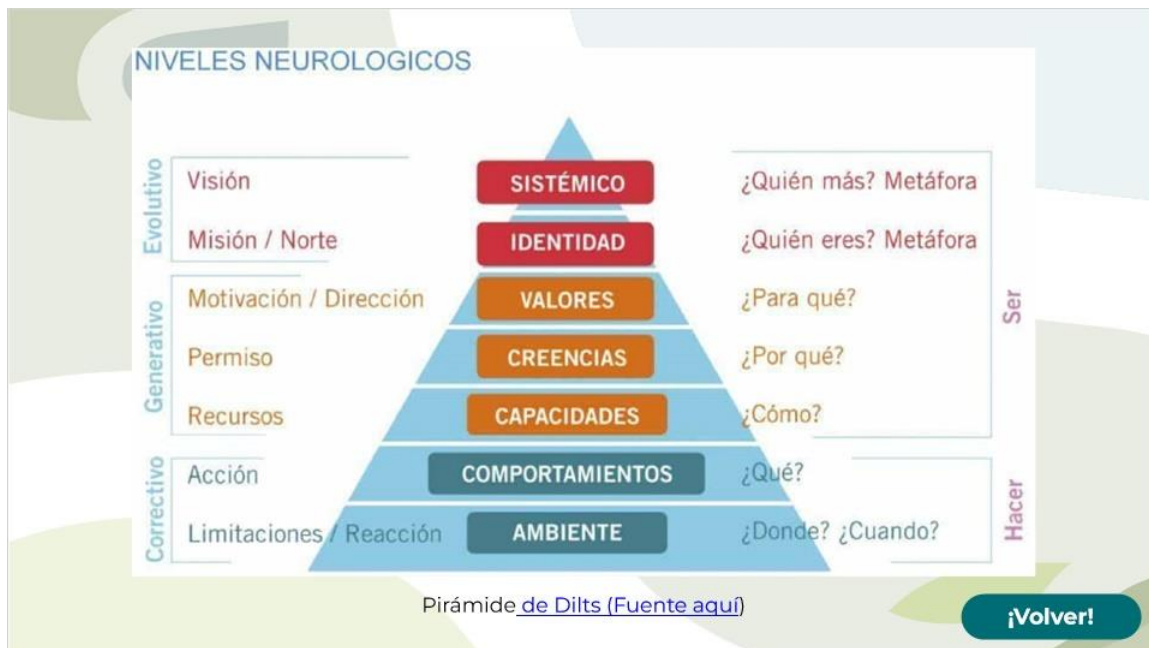 NIVELES NEUROLOGICOS
Evolutivo
Visión SISTÉMICO ¿Quién más? Metáfora
Misión / Norte IDENTIDAD ¿Quién eres? Metáfora
Generativo
Motivación / Dirección VALORES ¿Para qué?
Permiso CREENCIAS ¿Por qué?
Recursos CAPACIDADES ¿Cómo?
Ser
Correctivo
Acción COMPORTAMIENTOS ¿Qué?
Limitaciones / Reacción AMBIENTE ¿Donde? ¿Cuando?
Hacer
Pirámide de Dilts (Fuente aquí)
¡Volver!